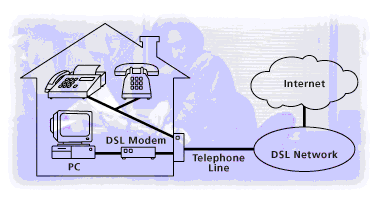 Internet
DSL Modem
PC
Telephone
Line
DSL Network